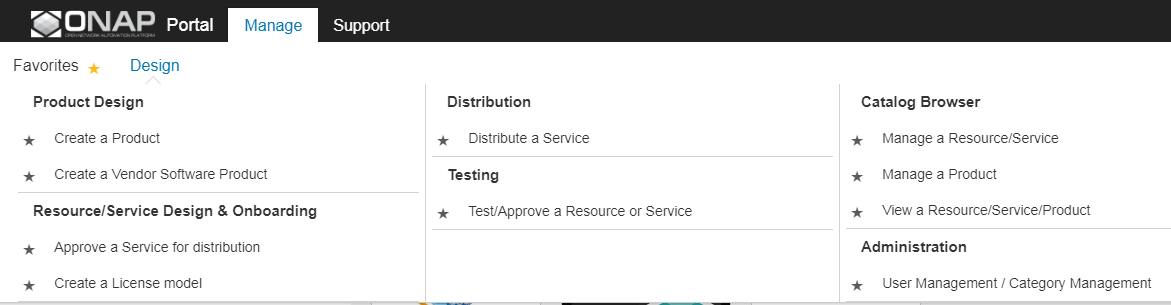 ONAP
OPEN NETWORK AUTOMATION PLATFORM
Portal
Manage
Support
Favorites
Design
Product Design
Create a Product
Create a Vendor Software Product
Resource/Service Design & Onboarding
Approve a Service for distribution
Create a License model
Distribution
Distribute a Service
Testing
Test/Approve a Resource or Service
Catalog Browser
Manage a Resource/Service
Manage a Product
View a Resource/Service/Product
Administration
User Management / Category Management